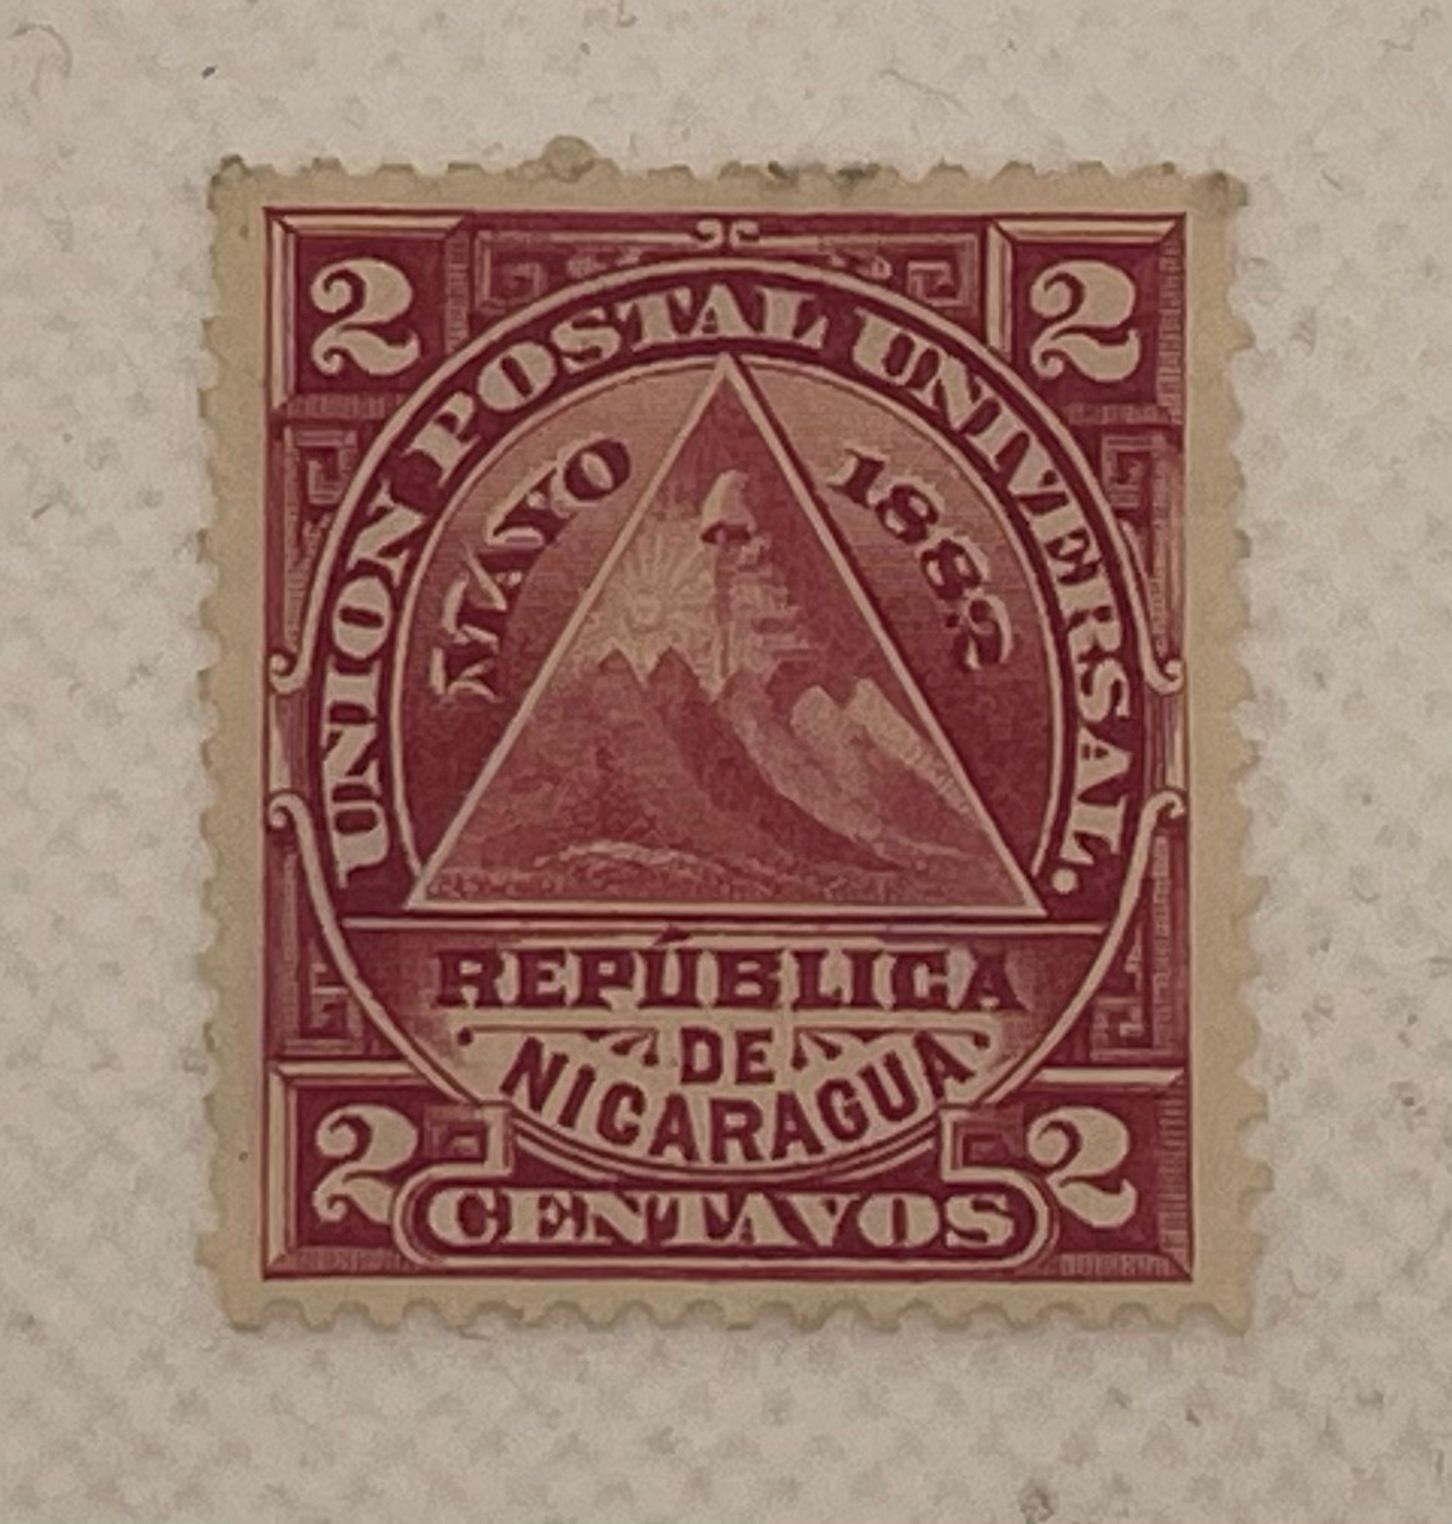 2 2
UNION POSTAL UNIVERSAL.
MAYO 1882
REPÚBLICA
DE
NICARAGUA
2 2
CENTAVOS